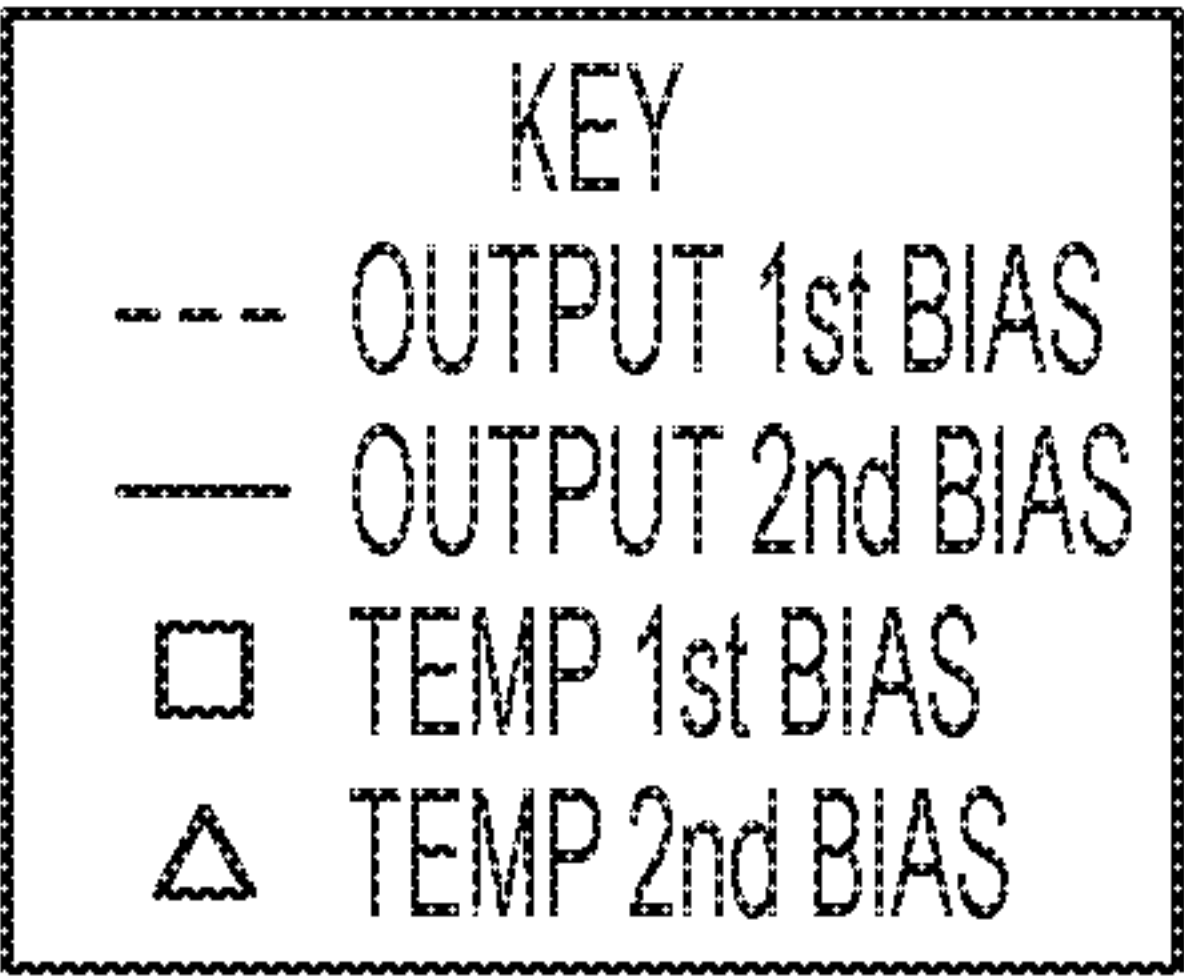 KEY
OUTPUT 1st BIAS
OUTPUT 2nd BIAS
TEMP 1st BIAS
TEMP 2nd BIAS